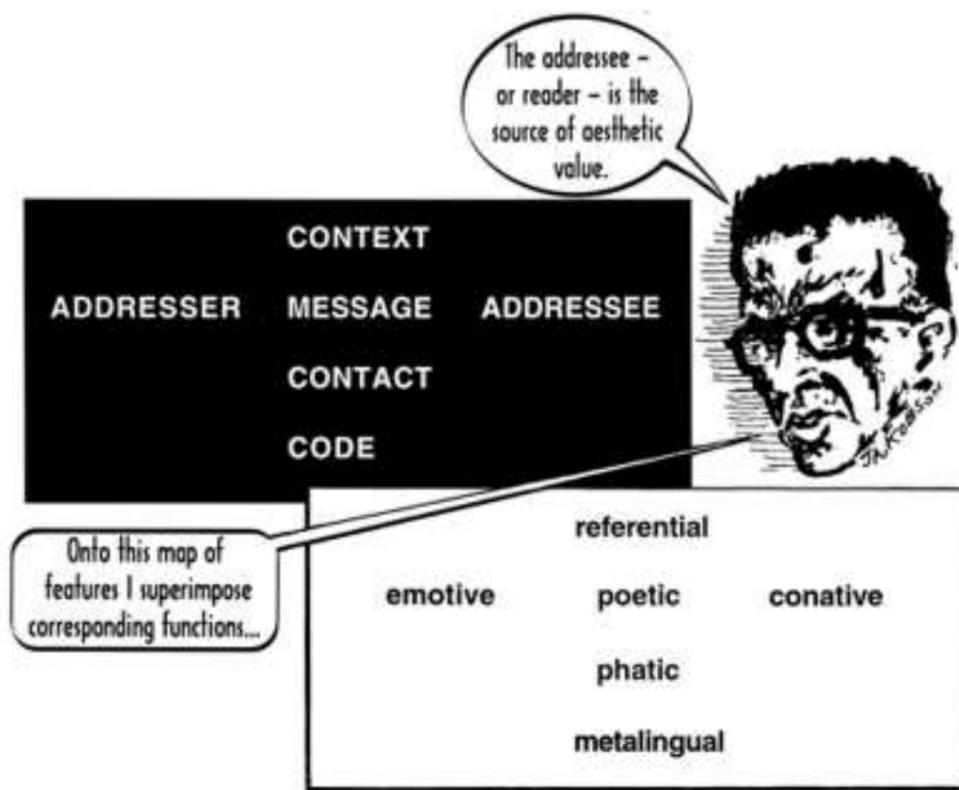 The addressee –
or reader – is the
source of aesthetic
value.
CONTEXT
ADDRESSER MESSAGE ADDRESSEE
CONTACT
CODE
JAKOBSON
Onto this map of
features I superimpose
corresponding functions...
referential
emotive poetic conative
phatic
metalingual